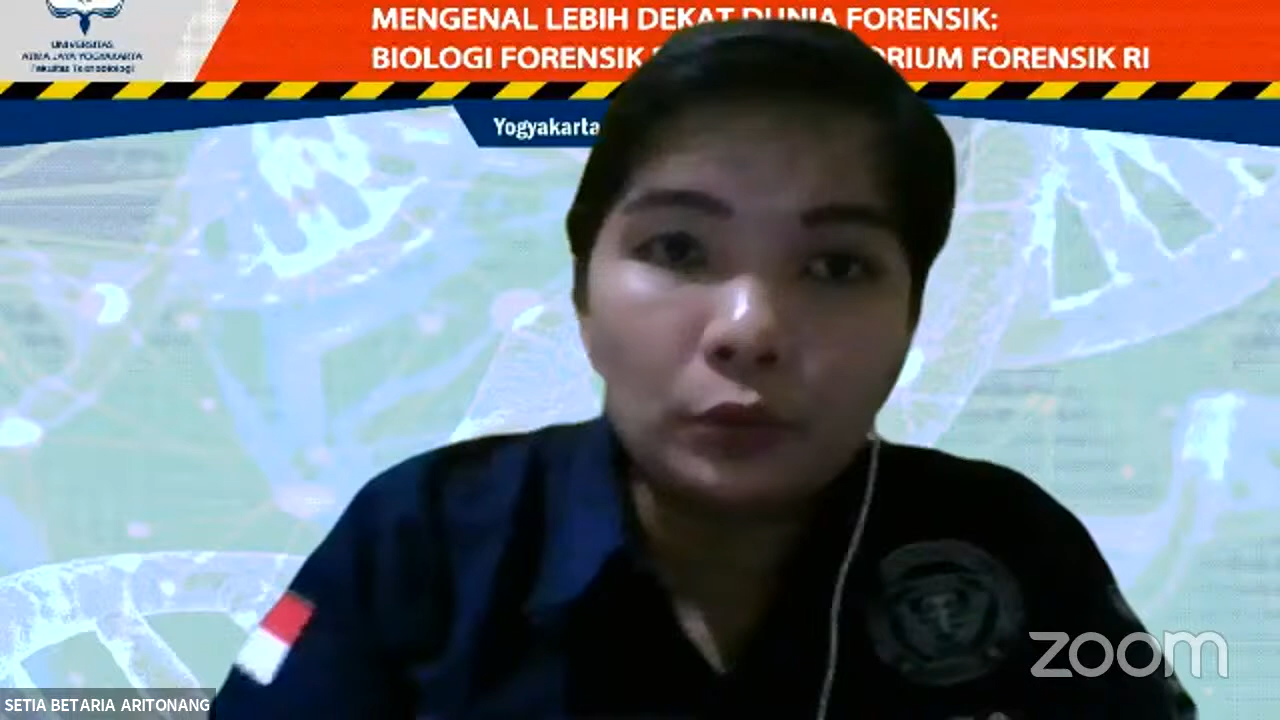 MENGENAL LEBIH DEKAT DUNIA FORENSIK:
BIOLOGI FORENSIK FORENSIK RI
UNIVERSITAS
ATMA JAYA YOGYAKARTA
Fakultas Teknobiologi
Yogyakarta
zoom
SETIA BETARIA ARITONANG